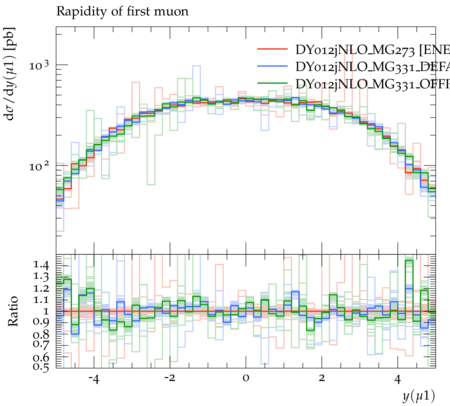 Rapidity of first muon
dσ/dy(μ1) [pb]
DY012jNLO_MG273 [ENE
DY012jNLO_MG331_DEFA
DY012jNLO_MG331_OFFI
10³
10²
Ratio
1.4
1.3
1.2
1.1
1
0.9
0.8
0.7
0.6
0.5
-4 -2 0 2 4
y(μ1)